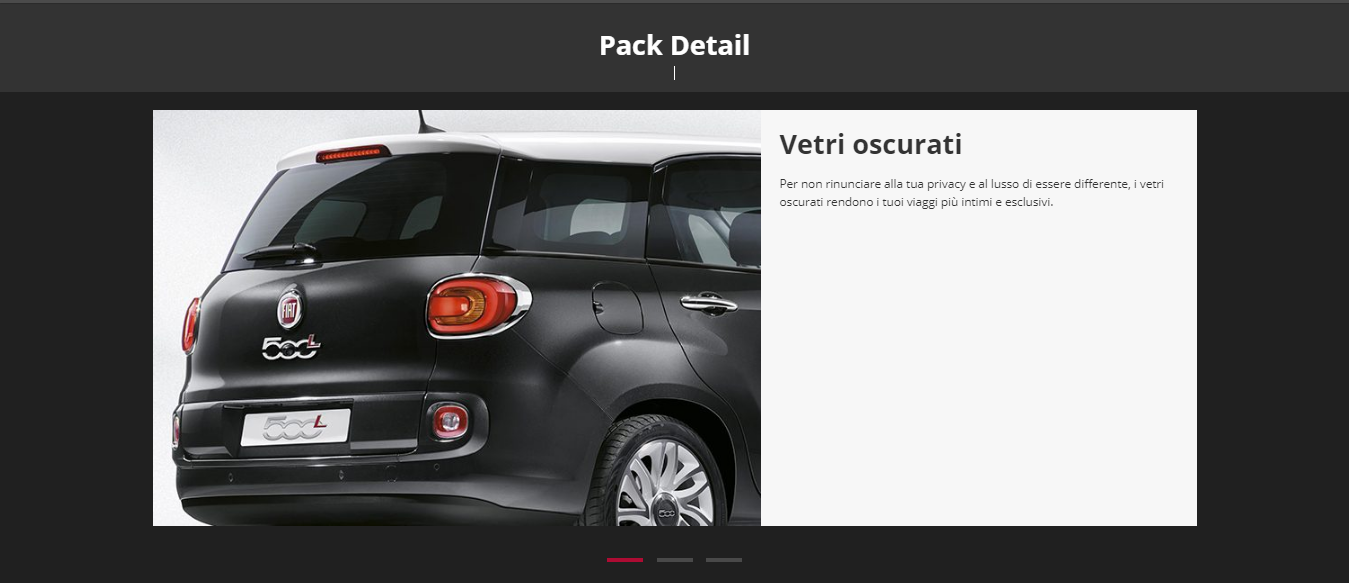 Pack Detail
Vetri oscurati
Per non rinunciare alla tua privacy e al lusso di essere differente, i vetri
oscurati rendono i tuoi viaggi più intimi e esclusivi.
FIAT
500L
500L
500